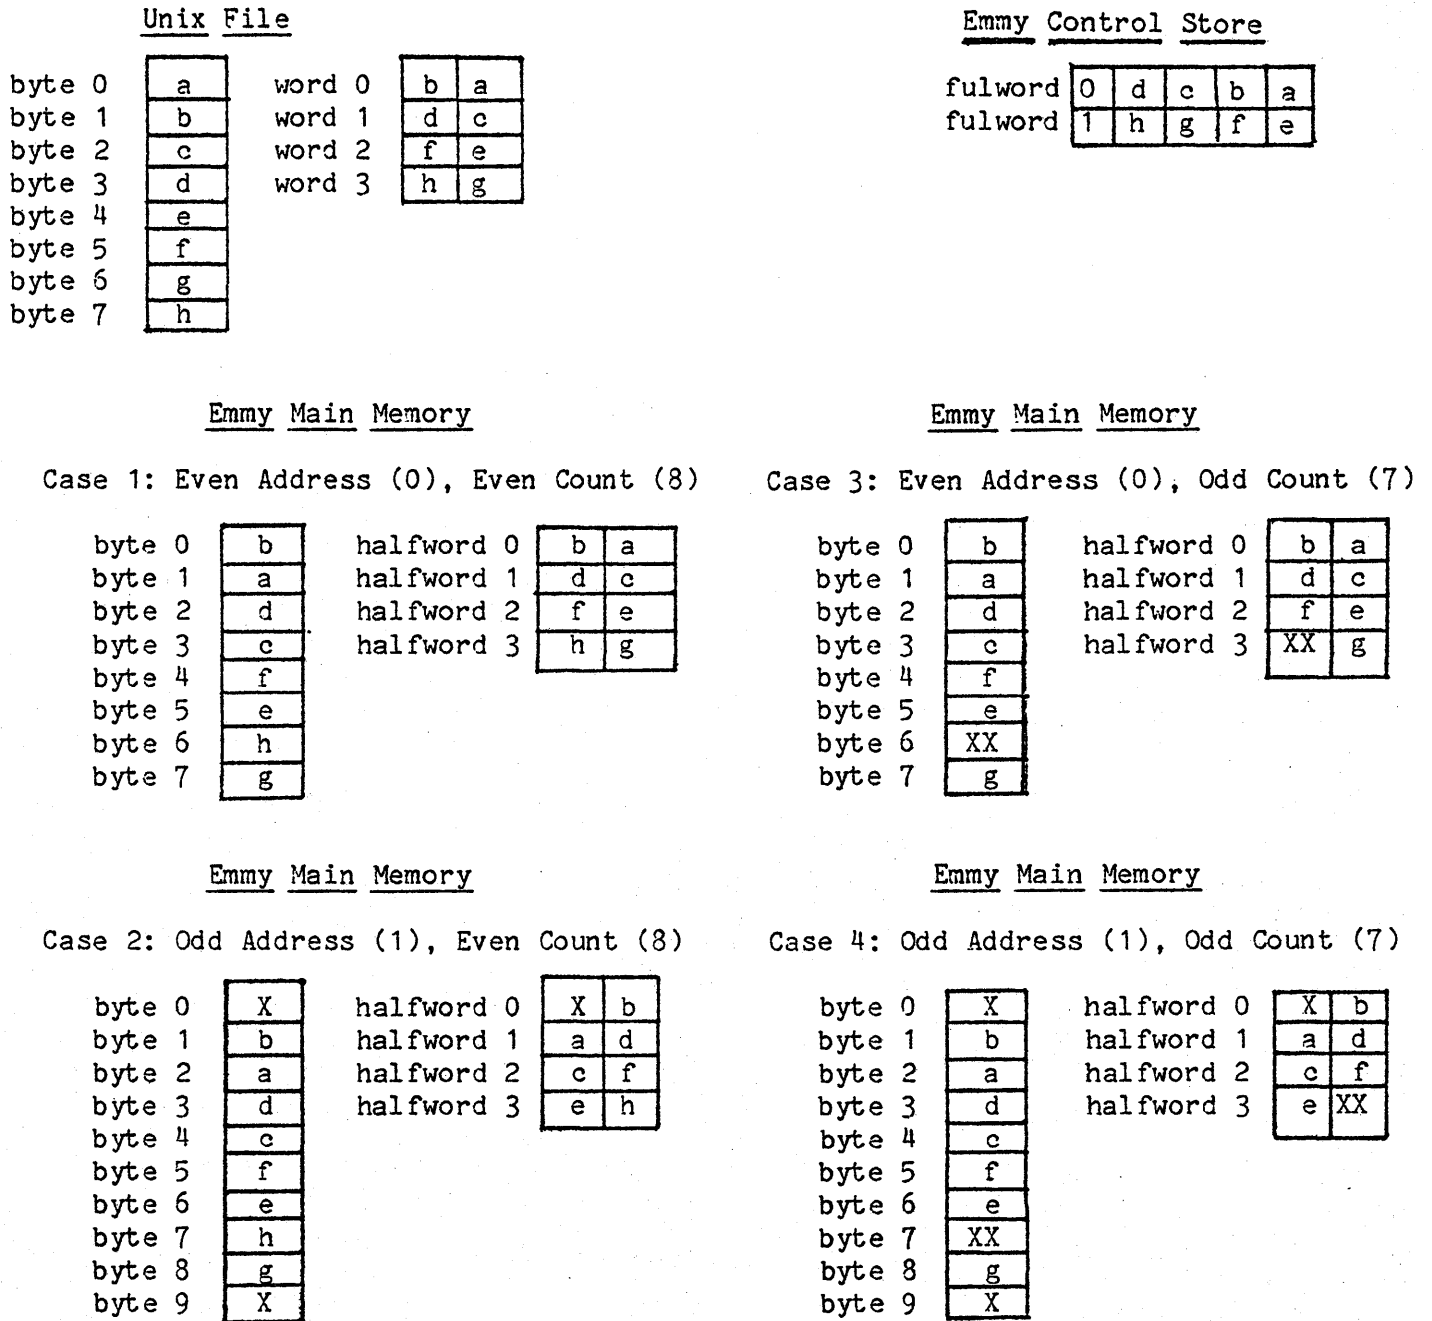 Unix File
byte 0 a word 0 b a
byte 1 b word 1 d c
byte 2 c word 2 f e
byte 3 d word 3 h g
byte 4 e
byte 5 f
byte 6 g
byte 7 h
Emmy Control Store
fulword 0 d c b a
fulword 1 h g f e
Emmy Main Memory
Case 1: Even Address (0), Even Count (8)
byte 0 b halfword 0 b a
byte 1 a halfword 1 d c
byte 2 d halfword 2 f e
byte 3 c halfword 3 h g
byte 4 f
byte 5 e
byte 6 h
byte 7 g
Emmy Main Memory
Case 3: Even Address (0), Odd Count (7)
byte 0 b halfword 0 b a
byte 1 a halfword 1 d c
byte 2 d halfword 2 f e
byte 3 c halfword 3 XX g
byte 4 f
byte 5 e
byte 6 XX
byte 7 g
Emmy Main Memory
Case 2: Odd Address (1), Even Count (8)
byte 0 X halfword 0 X b
byte 1 b halfword 1 a d
byte 2 a halfword 2 c f
byte 3 d halfword 3 e h
byte 4 c
byte 5 f
byte 6 e
byte 7 h
byte 8 g
byte 9 X
Emmy Main Memory
Case 4: Odd Address (1), Odd Count (7)
byte 0 X halfword 0 X b
byte 1 b halfword 1 a d
byte 2 a halfword 2 c f
byte 3 d halfword 3 e XX
byte 4 c
byte 5 f
byte 6 e
byte 7 XX
byte 8 g
byte 9 X